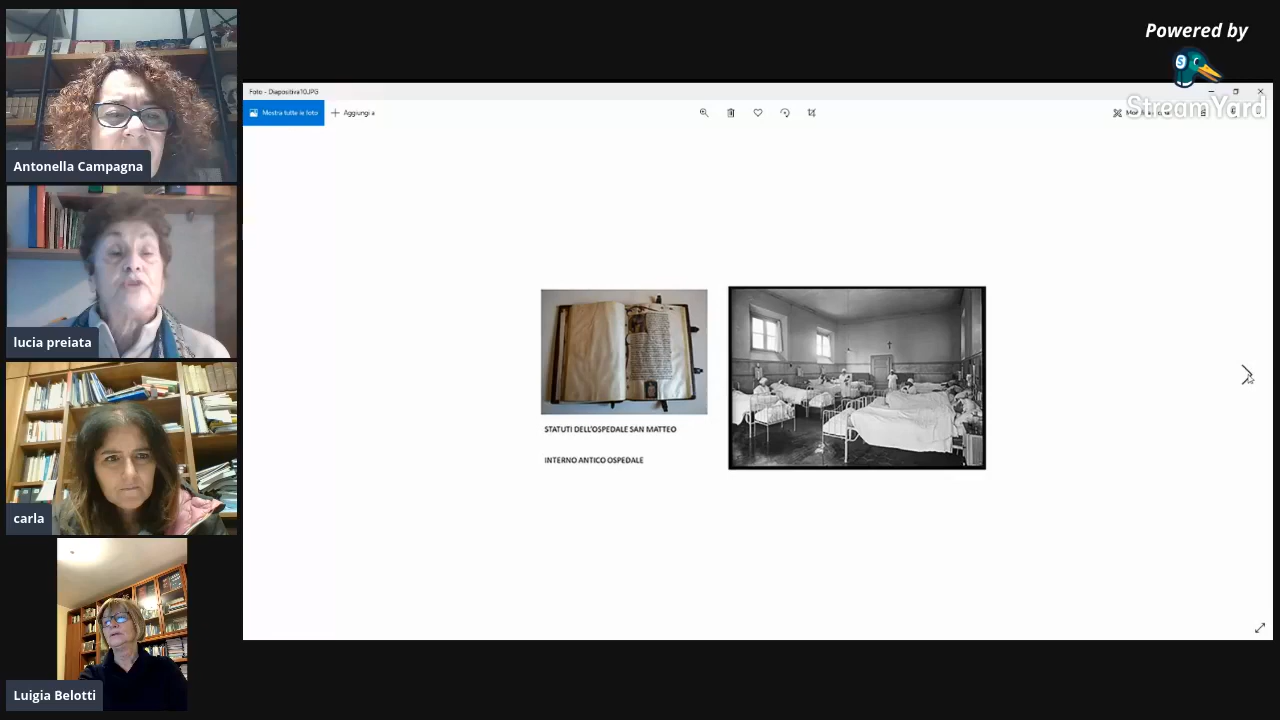 Powered by
StreamYard
Foto - Diapositiva10.JPG
Mostra tutte le foto
Aggiungi a
Antonella Campagna
lucia preiata
carla
Luigia Belotti
STATUTI DELL'OSPEDALE SAN MATTEO
INTERNO ANTICO OSPEDALE